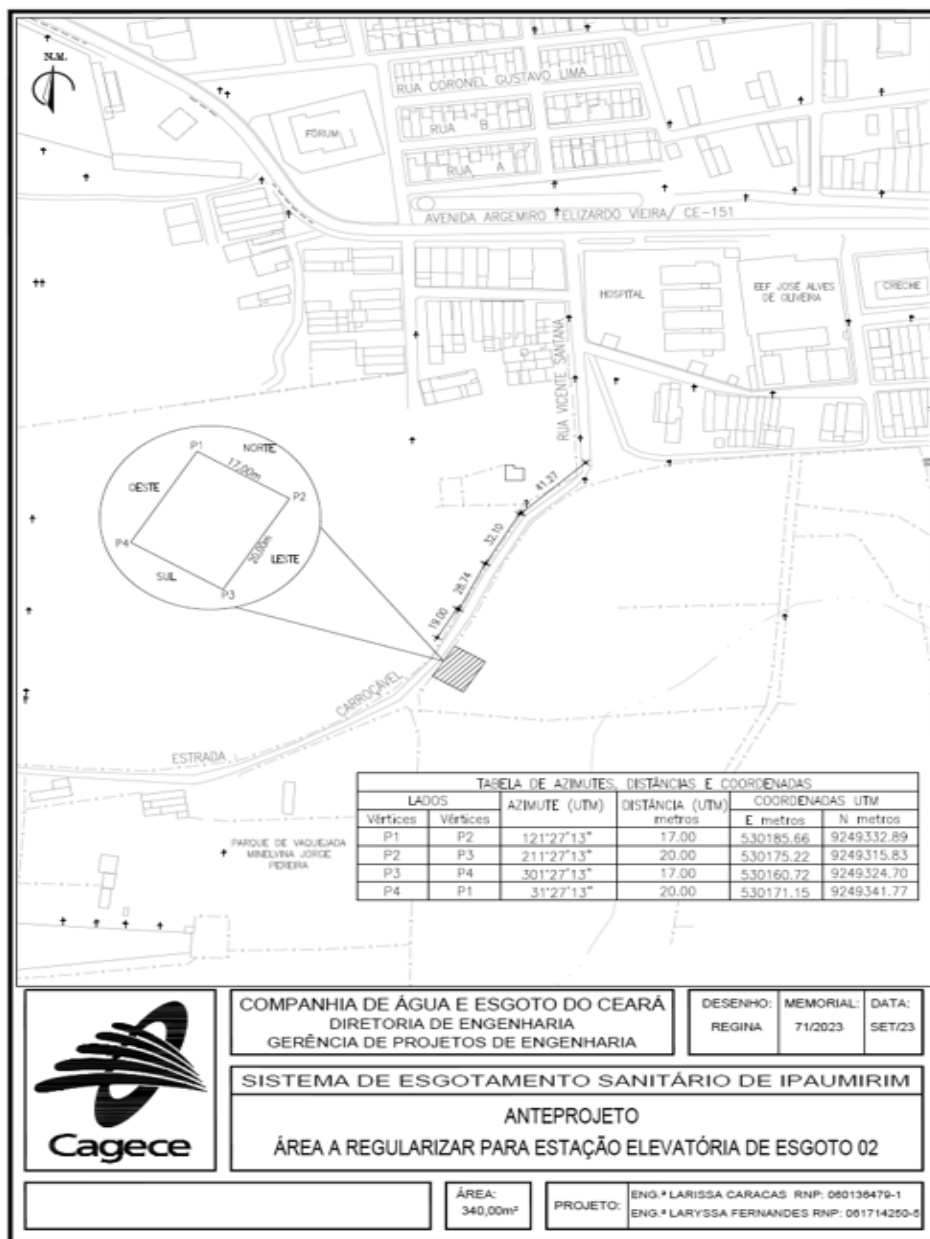 N.M.
RUA CORONEL GUSTAVO LIMA
RUA B
RUA A
FÓRUM
AVENIDA ARGEMIRO FELIZARDO VIEIRA/ CE-151
HOSPITAL
EEF JOSÉ ALVES
DE OLIVEIRA
CRECHE
RUA VICENTE SANTANA
P1
NORTE
17,00m
OESTE
P2
P4
20,00m
LESTE
SUL
P3
41.27
32.10
28.74
19.00
ESTRADA
CARROÇÁVEL
PARQUE DE VAQUEJADA
MINELVINA JORGE
PEREIRA
TABELA DE AZIMUTES, DISTÂNCIAS E COORDENADAS
LADOS AZIMUTE (UTM) DISTÂNCIA (UTM) metros COORDENADAS UTM
Vértices Vértices E metros N metros
P1 P2 121°27'13" 17.00 530185.66 9249332.89
P2 P3 211°27'13" 20.00 530175.22 9249315.83
P3 P4 301°27'13" 17.00 530160.72 9249324.70
P4 P1 31°27'13" 20.00 530171.15 9249341.77
Cagece
COMPANHIA DE ÁGUA E ESGOTO DO CEARÁ
DIRETORIA DE ENGENHARIA
GERÊNCIA DE PROJETOS DE ENGENHARIA
DESENHO: REGINA
MEMORIAL: 71/2023
DATA: SET/23
SISTEMA DE ESGOTAMENTO SANITÁRIO DE IPAUMIRIM
ANTEPROJETO
ÁREA A REGULARIZAR PARA ESTAÇÃO ELEVATÓRIA DE ESGOTO 02
ÁREA: 340,00m²
PROJETO:
ENG.ª LARISSA CARACAS RNP: 060136479-1
ENG.ª LARYSSA FERNANDES RNP: 061714250-6